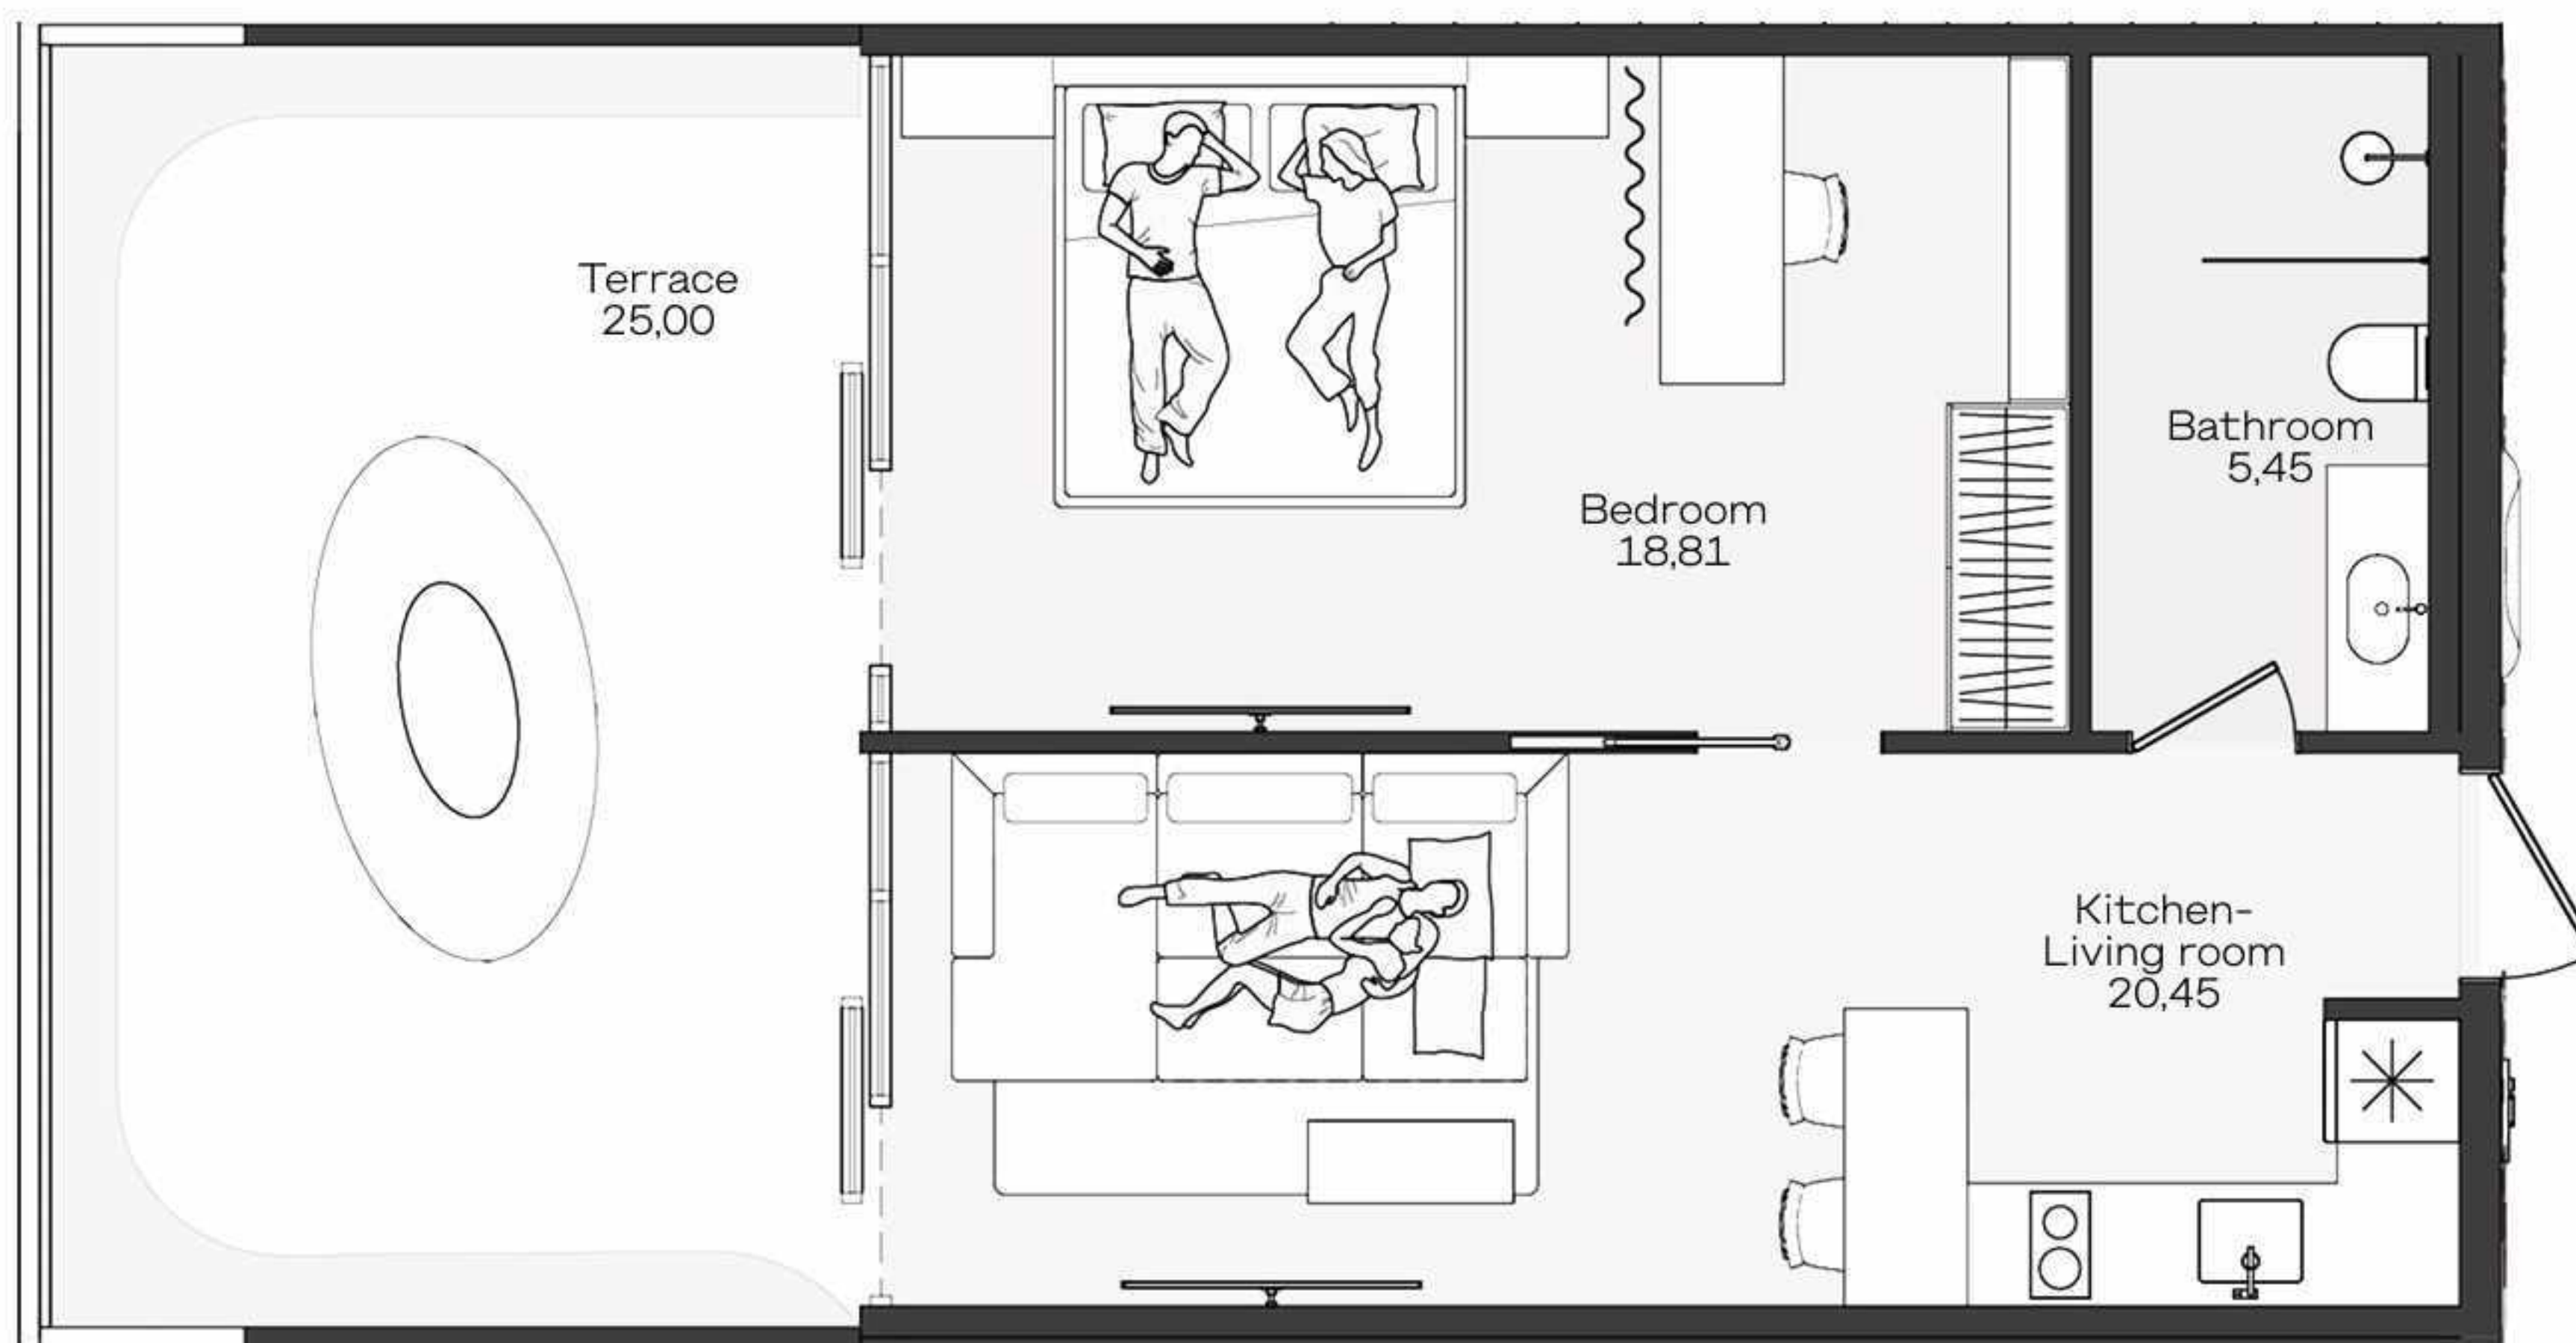 Terrace
25,00
Bedroom
18,81
Bathroom
5,45
Kitchen-
Living room
20,45